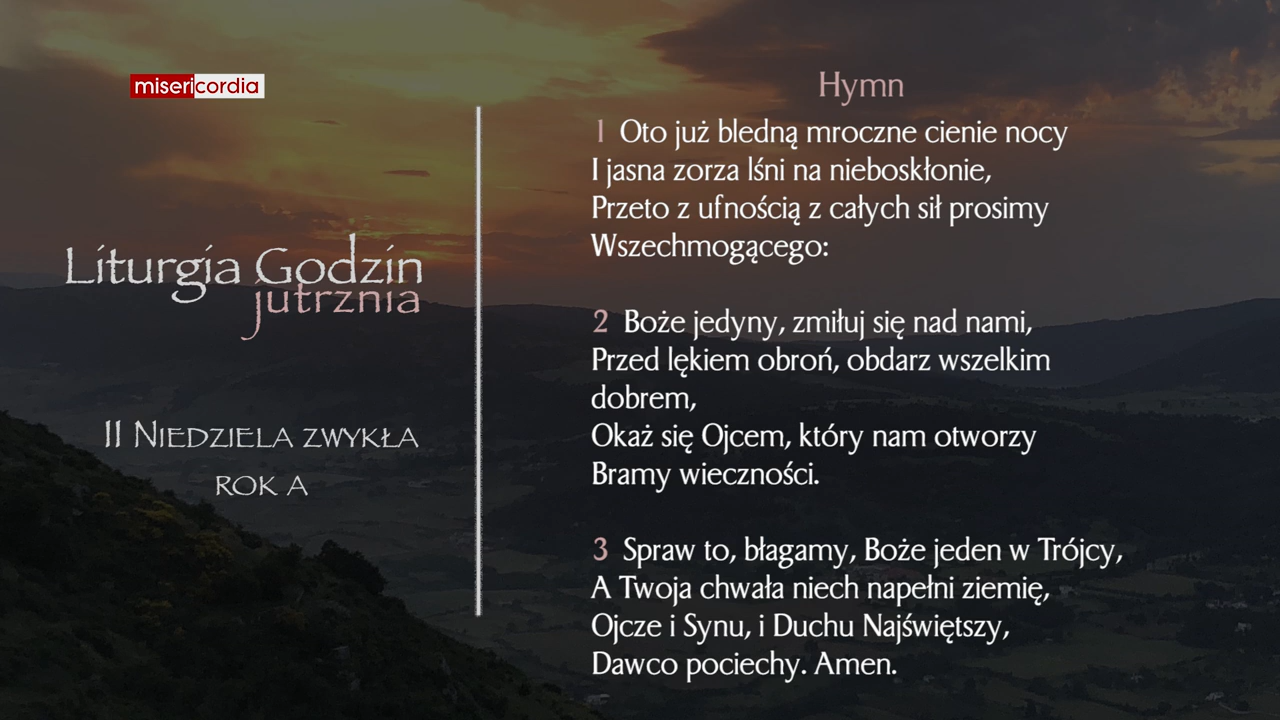 misericordia
Liturgia Godzin
jutrznia
II NIEDZIELA ZWYKŁA
ROK A
Hymn
1 Oto już bledną mroczne cienie nocy
I jasna zorza lśni na nieboskłonie,
Przeto z ufnością z całych sił prosimy
Wszechmogącego:
2 Boże jedyny, zmiłuj się nad nami,
Przed lękiem obroń, obdarz wszelkim
dobrem,
Okaż się Ojcem, który nam otworzy
Bramy wieczności.
3 Spraw to, błagamy, Boże jeden w Trójcy,
A Twoja chwała niech napełni ziemię,
Ojcze i Synu, i Duchu Najświętszy,
Dawco pociechy. Amen.